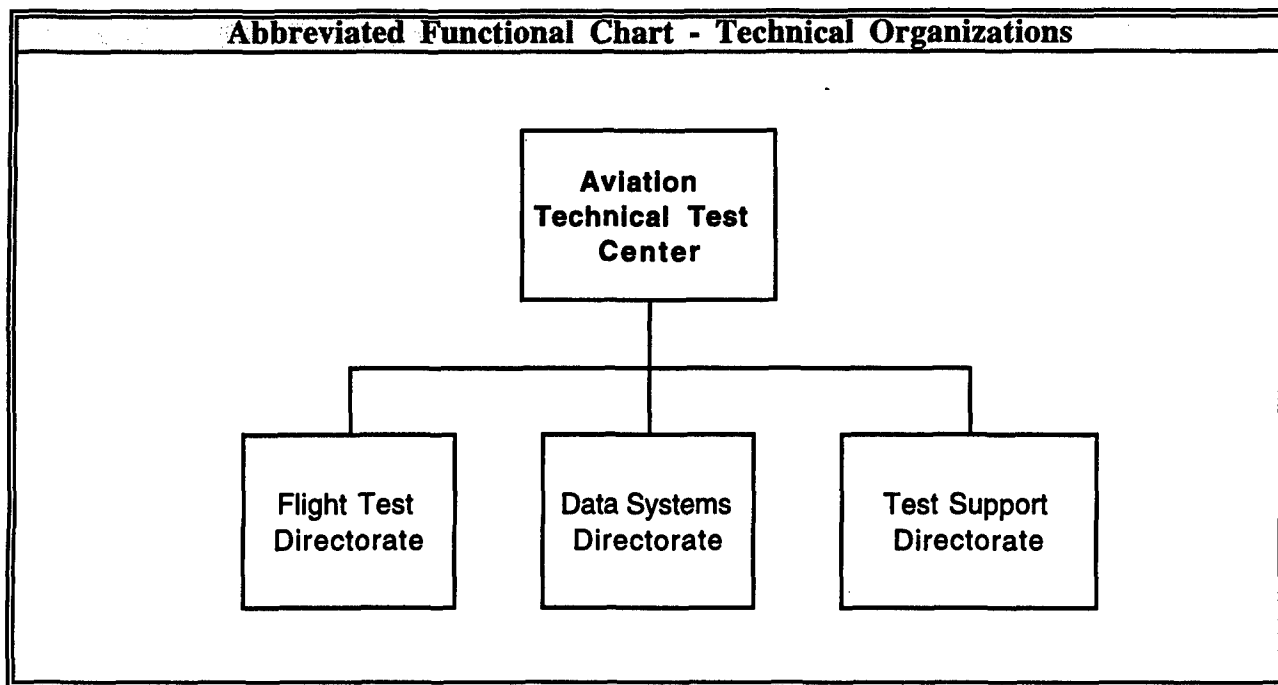 Abbreviated Functional Chart - Technical Organizations
Aviation
Technical Test
Center
Flight Test
Directorate
Data Systems
Directorate
Test Support
Directorate